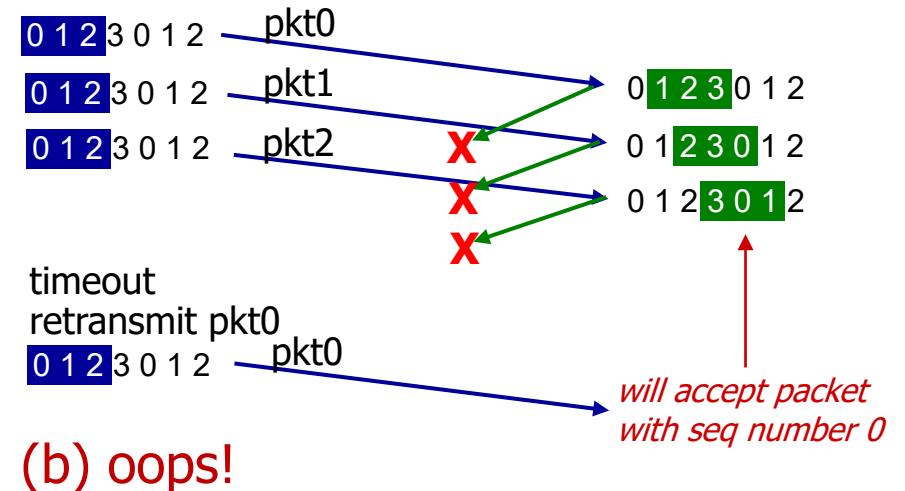 0 1 2 3 0 1 2 pkt0
0 1 2 3 0 1 2
0 1 2 3 0 1 2 pkt1
X 0 1 2 3 0 1 2
0 1 2 3 0 1 2 pkt2
X 0 1 2 3 0 1 2
X
timeout
retransmit pkt0
0 1 2 3 0 1 2 pkt0
will accept packet
with seq number 0
(b) oops!